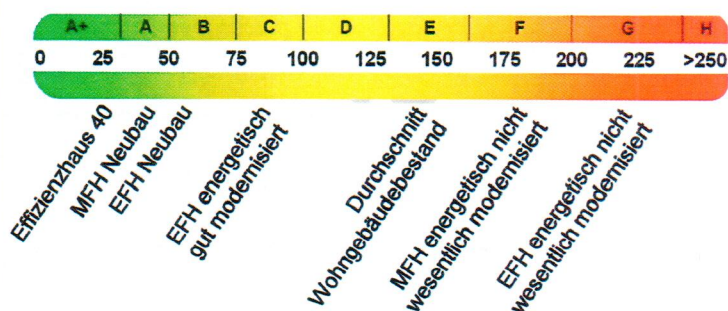 A+ A B C D E F G H
0 25 50 75 100 125 150 175 200 225 >250
Effizienzhaus 40
MFH Neubau
EFH Neubau
EFH energetisch
gut modernisiert
Durchschnitt
Wohngebäudebestand
MFH energetisch nicht
wesentlich modernisiert
EFH energetisch nicht
wesentlich modernisiert